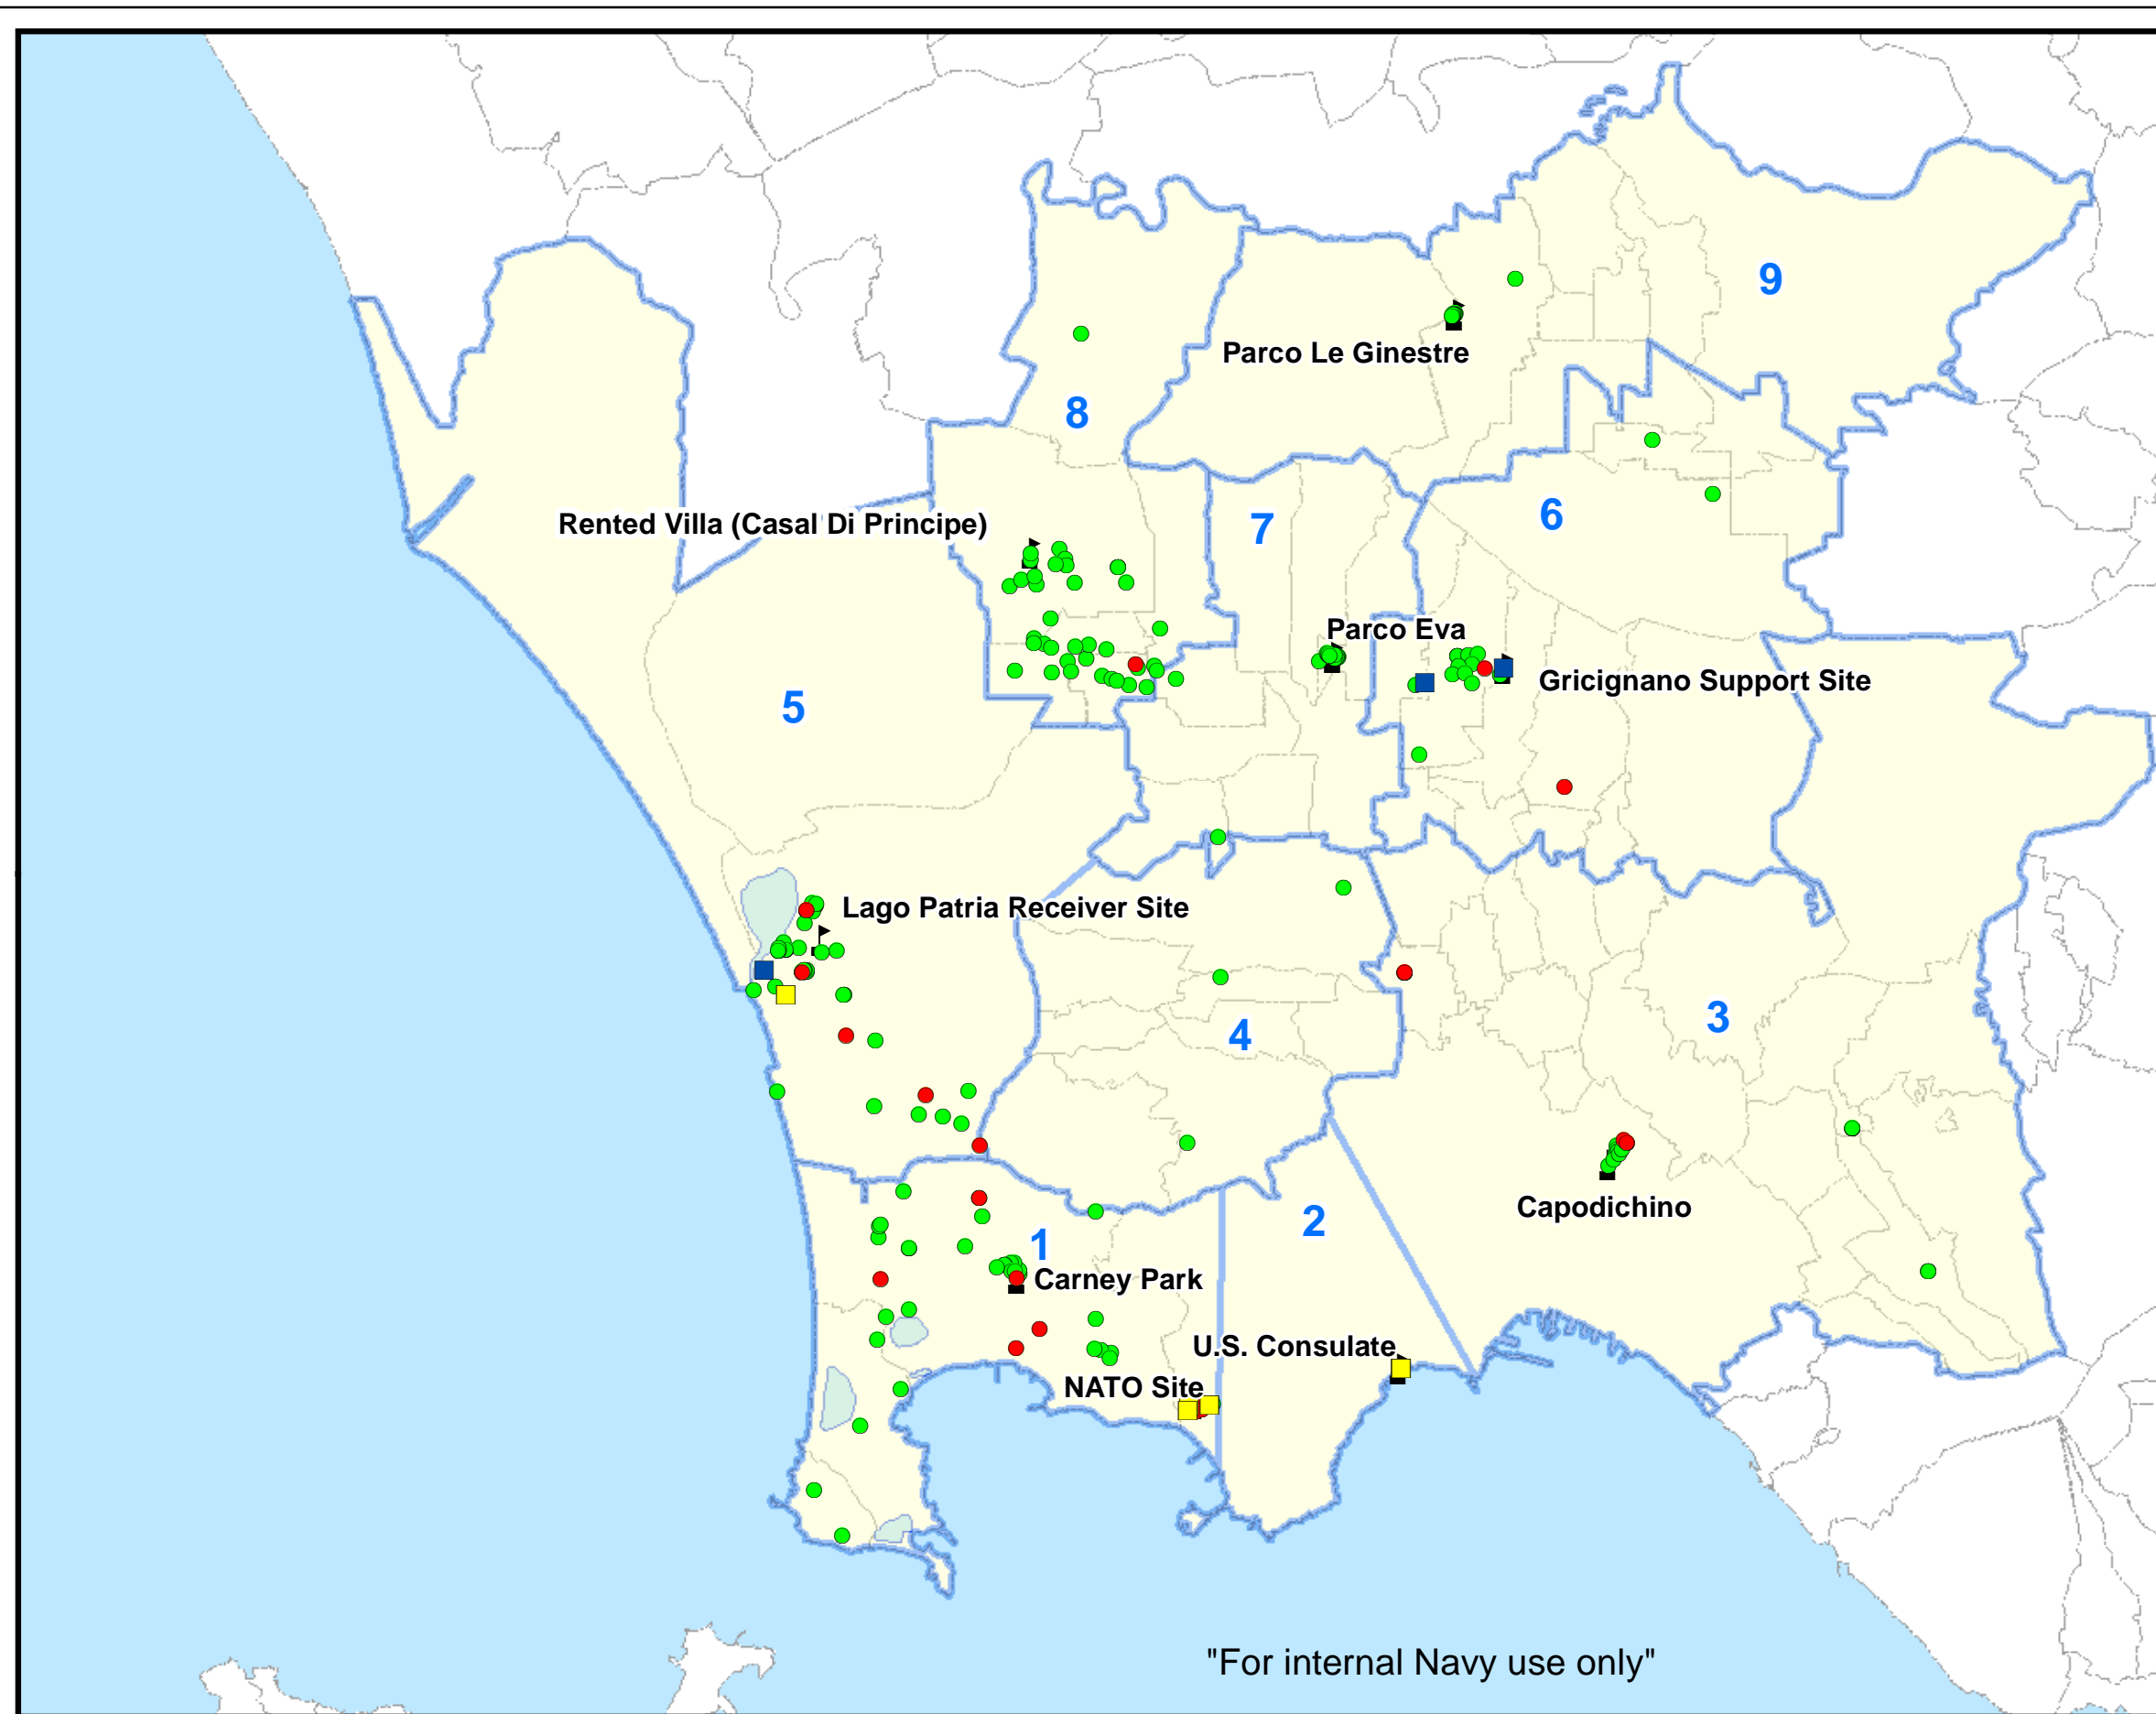 9
Parco Le Ginestre
8
Rented Villa (Casal Di Principe)
7
6
Parco Eva
Gricignano Support Site
5
Lago Patria Receiver Site
3
4
Capodichino
2
1
Carney Park
U.S. Consulate
NATO Site
"For internal Navy use only"